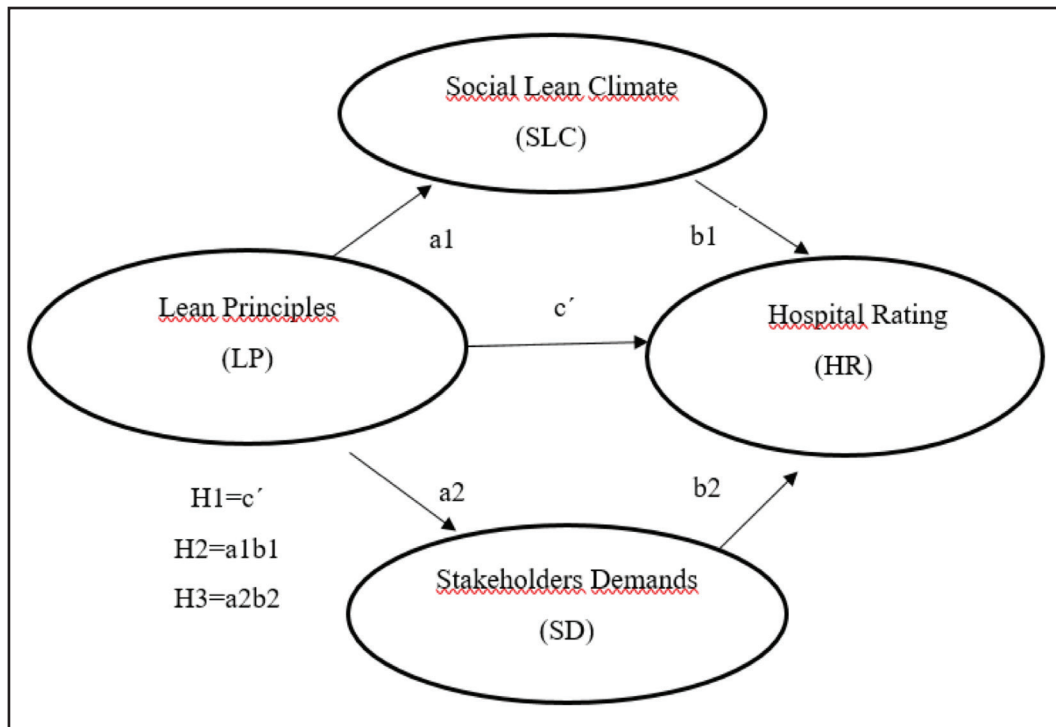 Social Lean Climate
(SLC)
a1
b1
Lean Principles
(LP)
c´
Hospital Rating
(HR)
H1=c´
H2=a1b1
H3=a2b2
a2
b2
Stakeholders Demands
(SD)